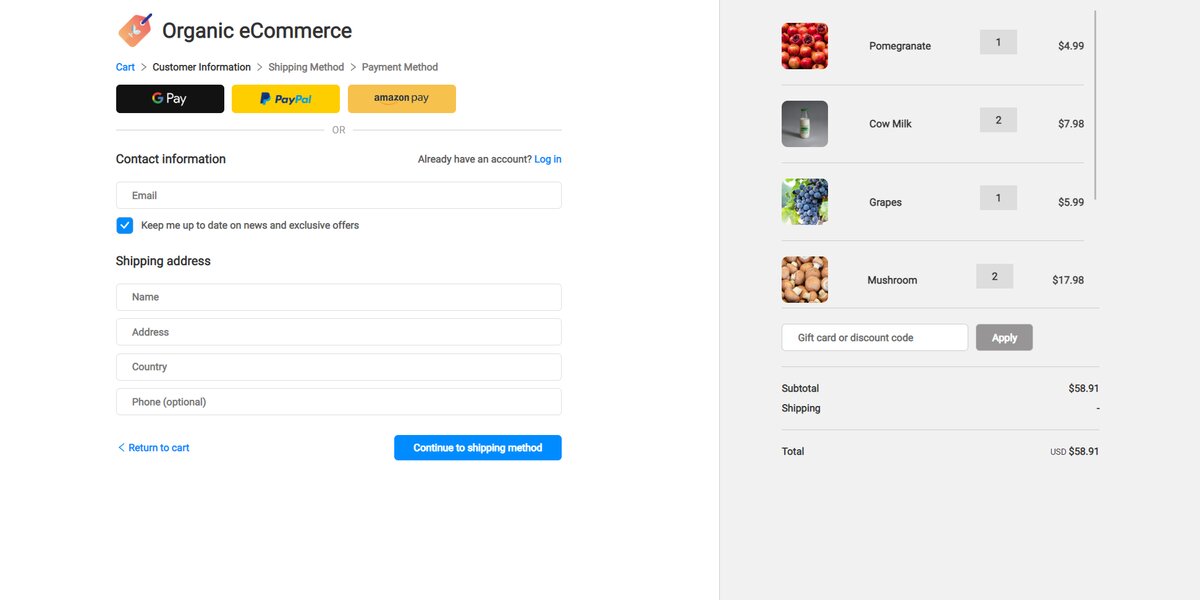 Organic eCommerce
Cart > Customer Information > Shipping Method > Payment Method
G Pay
PayPal
amazon pay
OR
Contact information
Already have an account? Log in
Email
Keep me up to date on news and exclusive offers
Shipping address
Name
Address
Country
Phone (optional)
< Return to cart
Continue to shipping method
Pomegranate 1 $4.99
Cow Milk 2 $7.98
Grapes 1 $5.99
Mushroom 2 $17.98
Gift card or discount code
Apply
Subtotal $58.91
Shipping -
Total USD $58.91